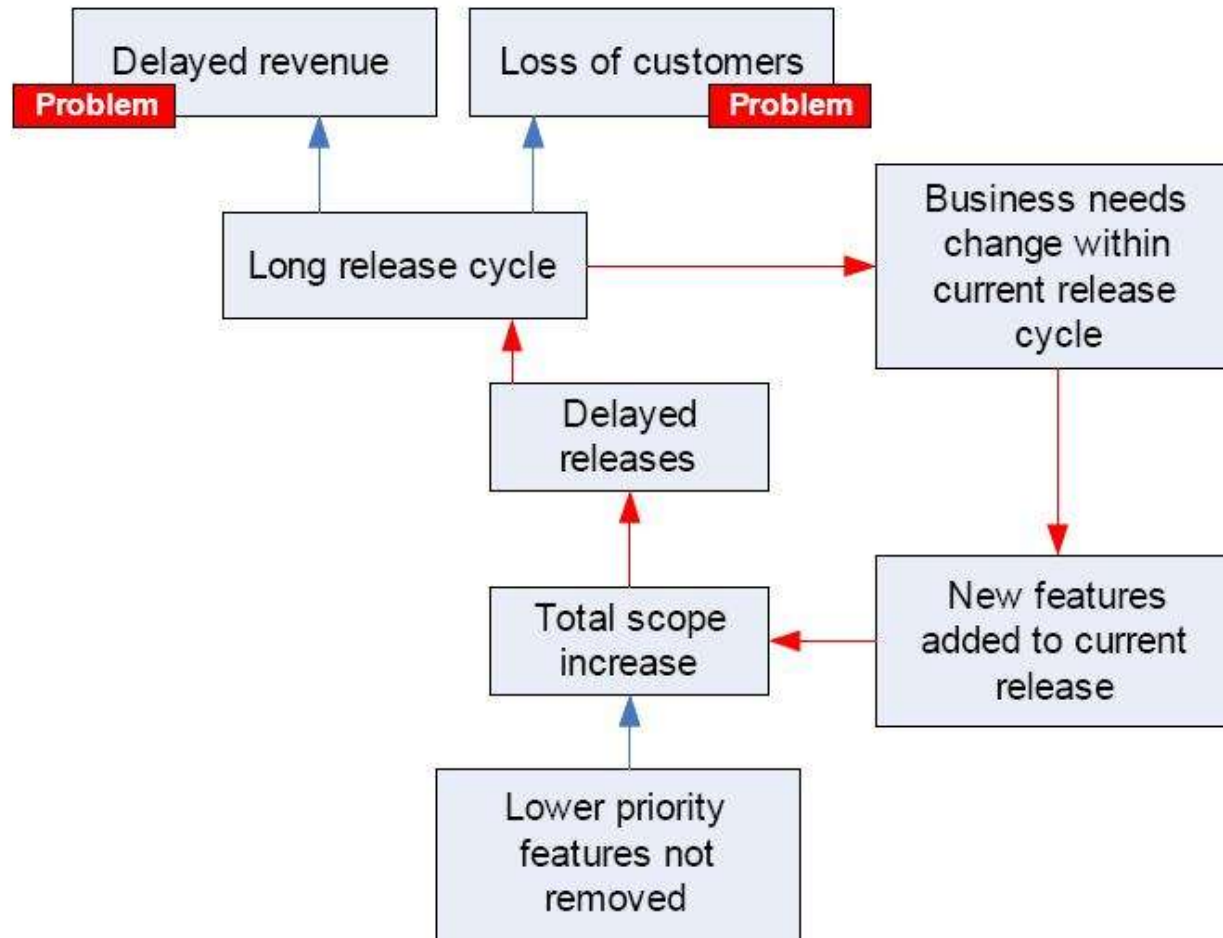 Delayed revenue
Problem
Loss of customers
Problem
Long release cycle
Business needs
change within
current release
cycle
Delayed
releases
Total scope
increase
New features
added to current
release
Lower priority
features not
removed